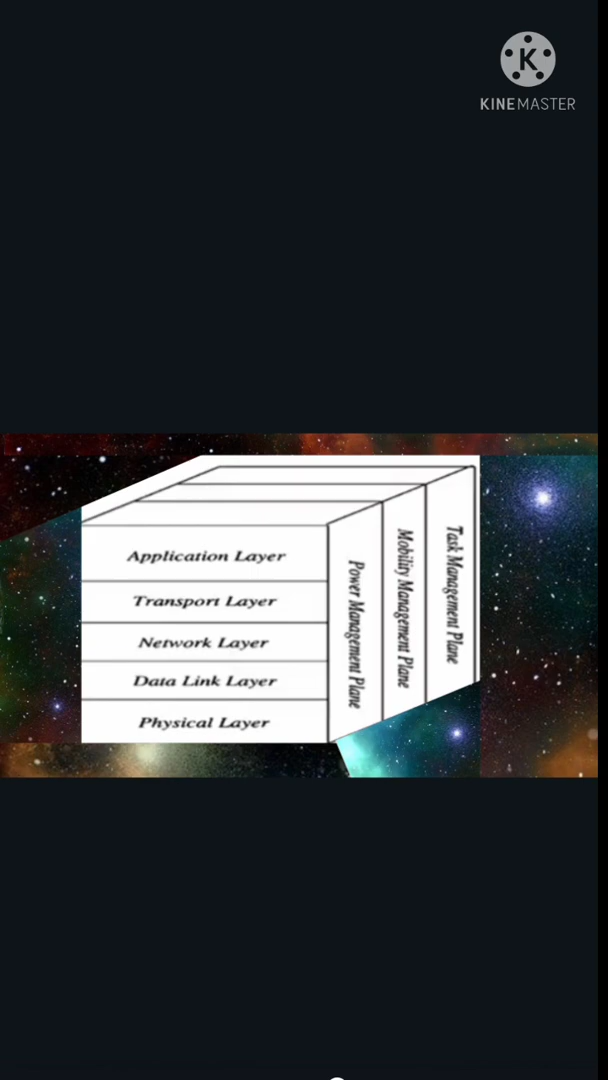 K
KINEMASTER
Application Layer
Transport Layer
Network Layer
Data Link Layer
Physical Layer
Power Management Plane
Mobility Management Plane
Task Management Plane